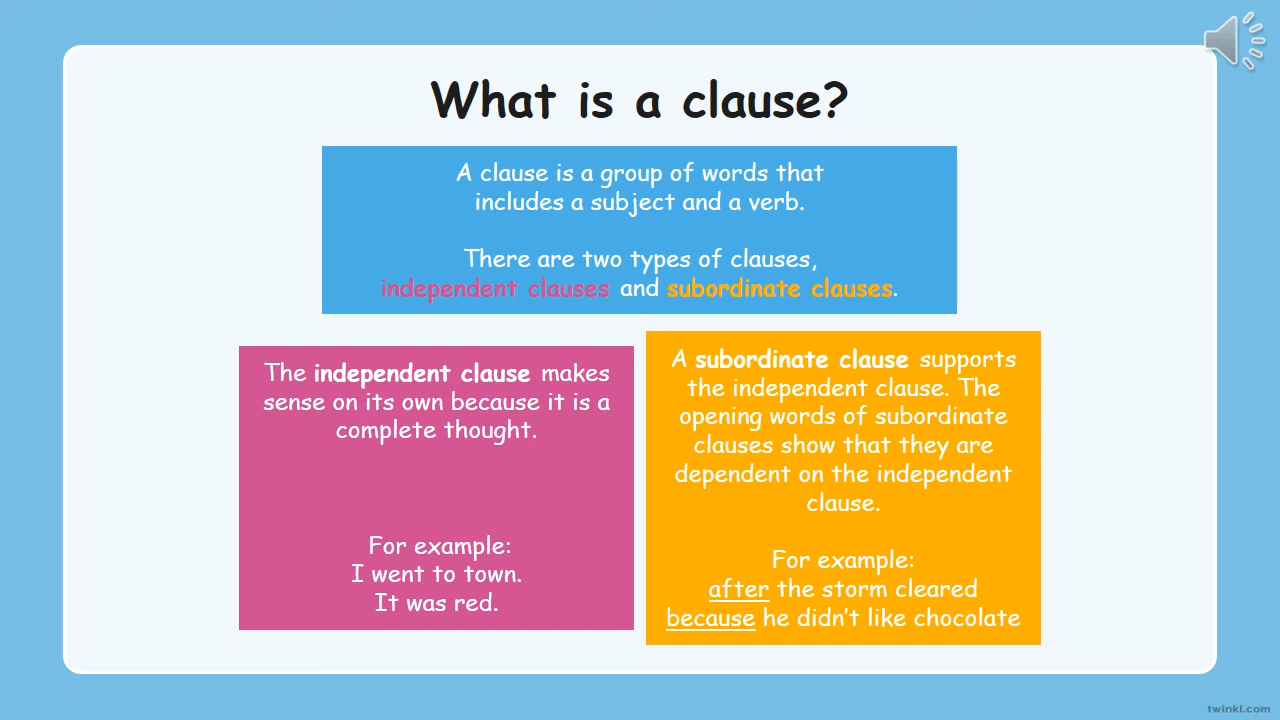 What is a clause?
A clause is a group of words that
includes a subject and a verb.
There are two types of clauses,
independent clauses and subordinate clauses.
The independent clause makes
sense on its own because it is a
complete thought.
For example:
I went to town.
It was red.
A subordinate clause supports
the independent clause. The
opening words of subordinate
clauses show that they are
dependent on the independent
clause.
For example:
after the storm cleared
because he didn’t like chocolate
twinkl.com